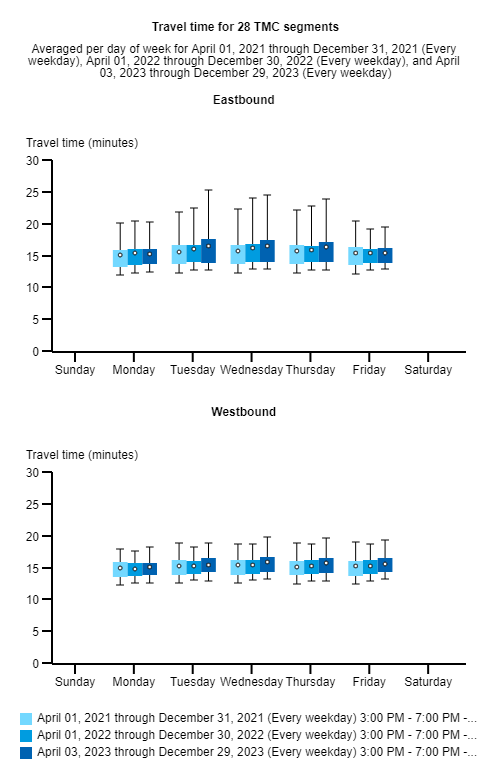 Travel time for 28 TMC segments
Averaged per day of week for April 01, 2021 through December 31, 2021 (Every
weekday), April 01, 2022 through December 30, 2022 (Every weekday), and April
03, 2023 through December 29, 2023 (Every weekday)
Eastbound
Travel time (minutes)
30
25
20
15
10
5
0
Sunday Monday Tuesday Wednesday Thursday Friday Saturday
Westbound
Travel time (minutes)
30
25
20
15
10
5
0
Sunday Monday Tuesday Wednesday Thursday Friday Saturday
April 01, 2021 through December 31, 2021 (Every weekday) 3:00 PM - 7:00 PM -...
April 01, 2022 through December 30, 2022 (Every weekday) 3:00 PM - 7:00 PM -...
April 03, 2023 through December 29, 2023 (Every weekday) 3:00 PM - 7:00 PM -...